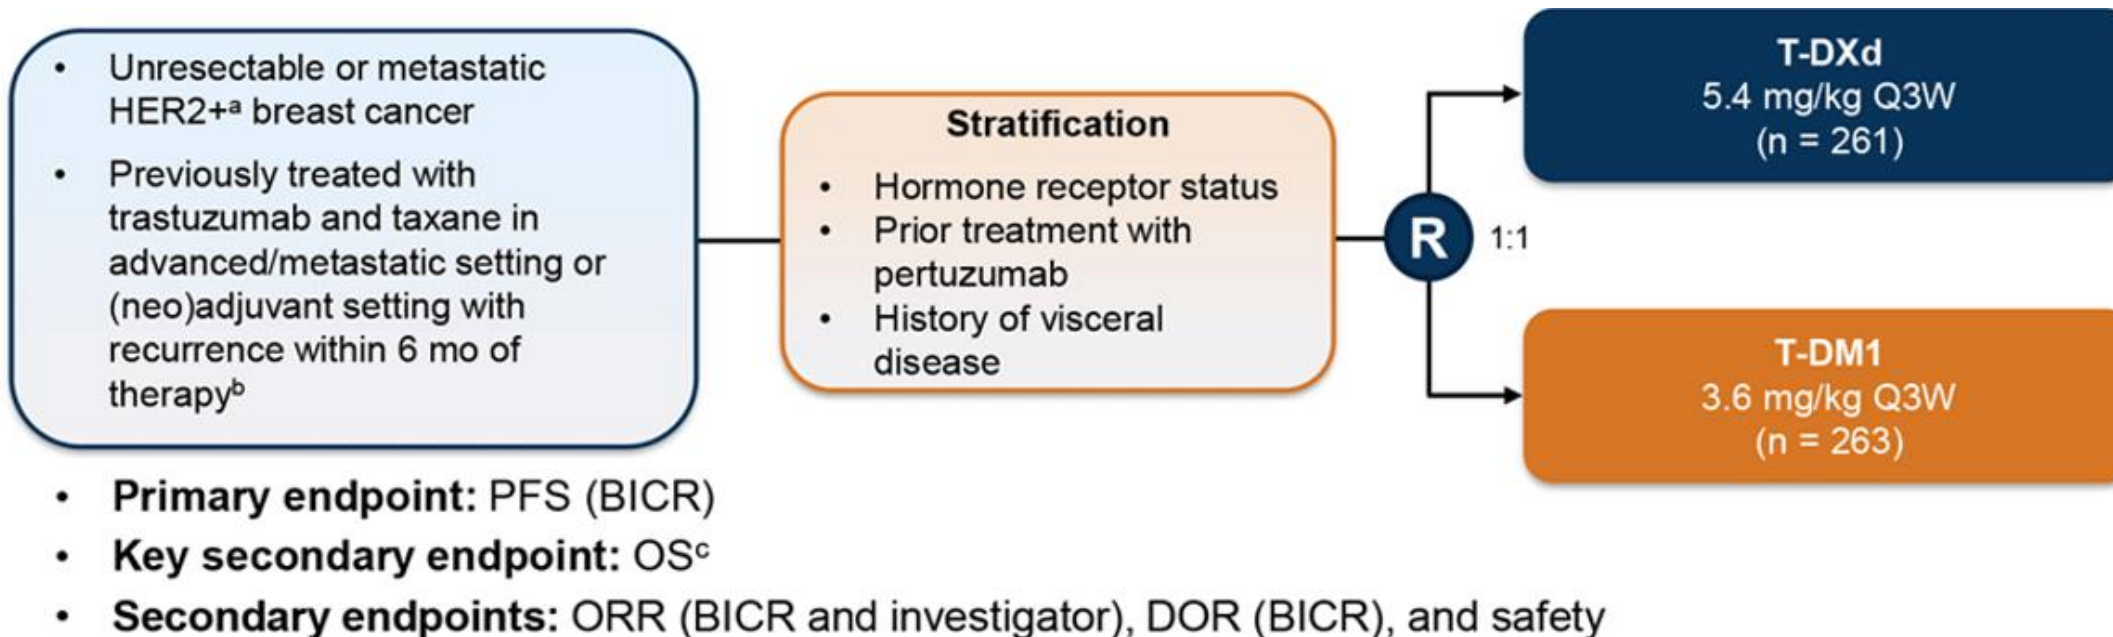 • Unresectable or metastatic
HER2+ᵃ breast cancer
• Previously treated with
trastuzumab and taxane in
advanced/metastatic setting or
(neo)adjuvant setting with
recurrence within 6 mo of
therapyᵇ
Stratification
• Hormone receptor status
• Prior treatment with
pertuzumab
• History of visceral
disease
R
1:1
T-DXd
5.4 mg/kg Q3W
(n = 261)
T-DM1
3.6 mg/kg Q3W
(n = 263)
• Primary endpoint: PFS (BICR)
• Key secondary endpoint: OSᶜ
• Secondary endpoints: ORR (BICR and investigator), DOR (BICR), and safety